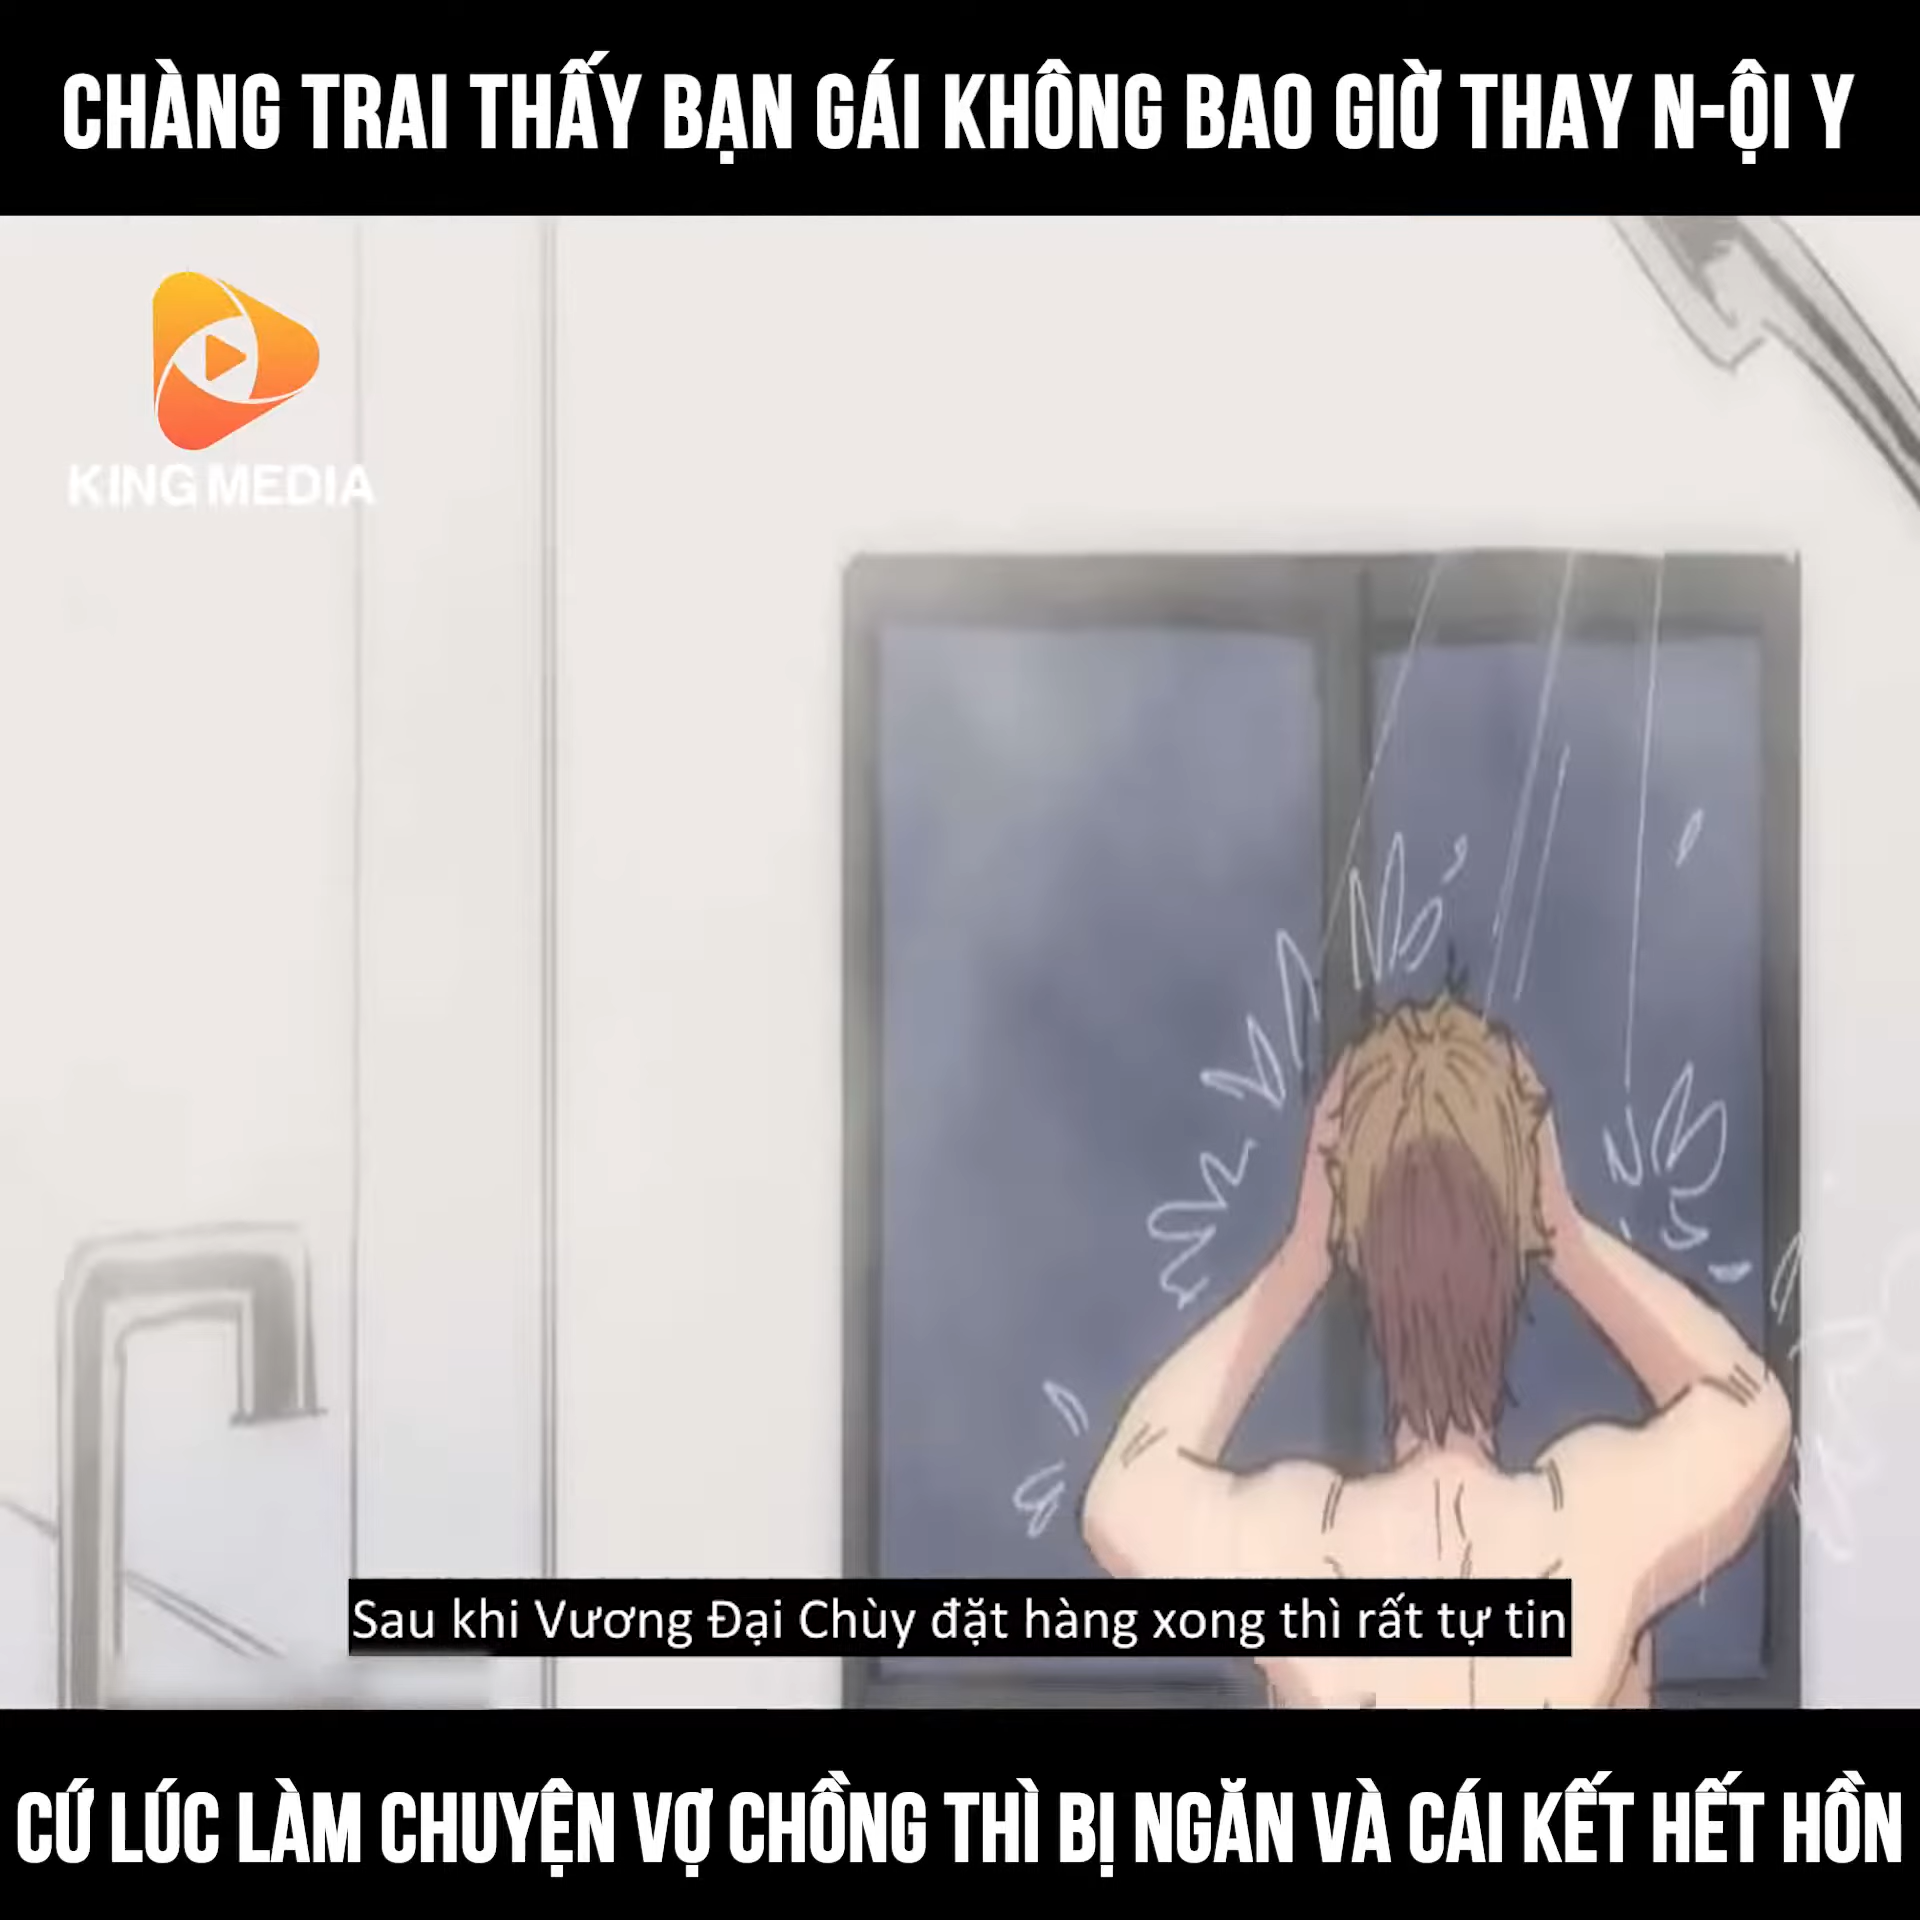 CHÀNG TRAI THẤY BẠN GÁI KHÔNG BAO GIỜ THAY N-ỘI Y
KING MEDIA
Sau khi Vương Đại Chùy đặt hàng xong thì rất tự tin
CỨ LÚC LÀM CHUYỆN VỢ CHỒNG THÌ BỊ NGĂN VÀ CÁI KẾT HẾT HỒN